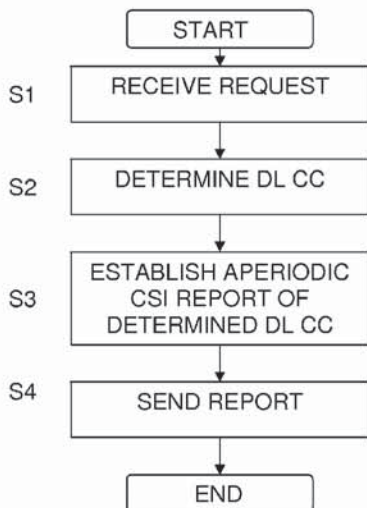 START
S1
RECEIVE REQUEST
S2
DETERMINE DL CC
S3
ESTABLISH APERIODIC
CSI REPORT OF
DETERMINED DL CC
S4
SEND REPORT
END